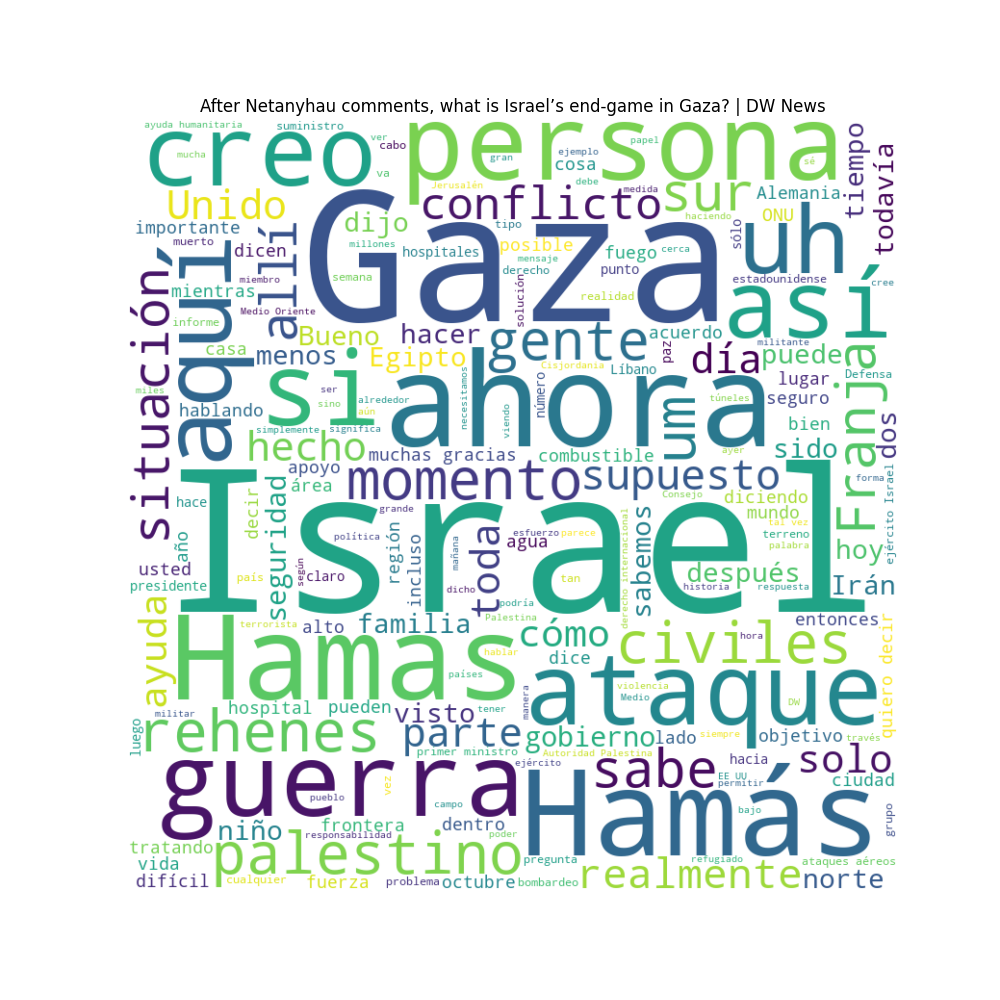 After Netanyhau comments, what is Israel’s end-game in Gaza? | DW News
ayuda humanitaria
suministro
ver
cabo
creo
mucha
va
persona
gran
ejemplo
papel
cosa
sé
debe
Jerusalén
tiempo
todavía
Unido
importante
muerto
dijo
conflicto
medida
sur
Alemania
haciendo
ONU
sólo
uh
dicen
allí
millones
hospitales
tipo
posible
mensaje
derecho
fuego
cerca
punto
estadounidense
cree
situación
aquí
miembro
mientras
Medio Oriente
semana
Gaza
solución
realidad
así
informe
casa
Bueno
hacer
gente
acuerdo
militante
menos
Egipto
Cisjordania
Líbano
paz
día
puede
Defensa
miles
ser
sino
si
alrededor
aún
ahora
necesitamos
viendo
número
um
túneles
lugar
seguro
Franja
hablando
simplemente
significa
bien
dos
hecho
muchas gracias
combustible
ayer
sido
apoyo
área
momento
supuesto
Consejo
diciendo
mundo
forma
ejército Israel
hace
decir
seguridad
grande
política
región
incluso
mañana
toda
esfuerzo
parece
agua
derecho internacional
sabemos
tal vez
terreno
palabra
hoy
año
usted
presidente
país
según
claro
Israel
dicho
tan
después
historia
respuesta
Irán
podría
Palestina
ayuda
terrorista
alto
familia
cómo
civiles
hora
entonces
Hamas
hablar
dice
países
quiero decir
violencia
Medio
DW
militar
hospital
pueden
tener
manera
ataque
luego
rehenes
visto
parte
gobierno
lado
siempre
objetivo
través
primer ministro
Autoridad Palestina
guerra
ejército
sabe
hacia
solo
EE UU
permitir
ciudad
vez
pueblo
campo
Hamás
bajo
grupo
niño
frontera
dentro
responsabilidad
poder
tratando
palestino
pregunta
refugiado
ataques aéreos
vida
difícil
cualquier
fuerza
problema
octubre
bombardeo
realmente
norte